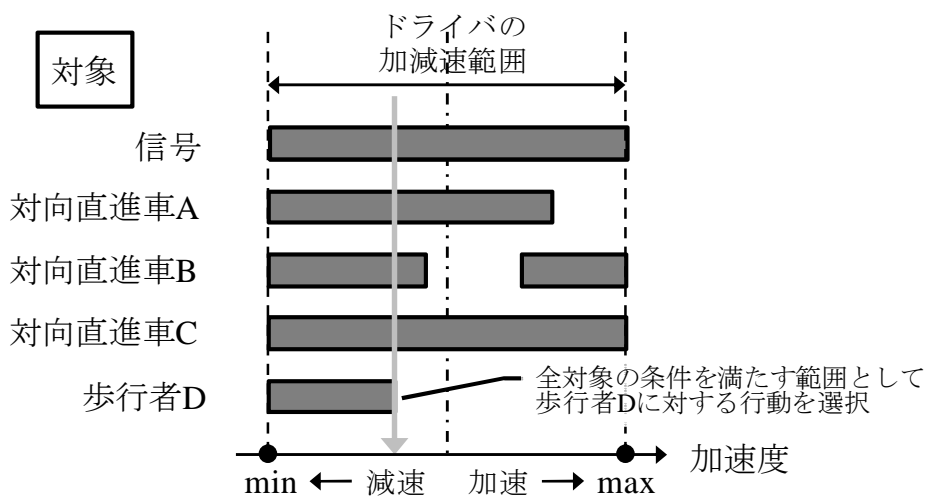 ドライバの
加減速範囲
対象
信号
対向直進車A
対向直進車B
対向直進車C
歩行者D
全対象の条件を満たす範囲として
歩行者Dに対する行動を選択
加速度
min 減速 加速 max